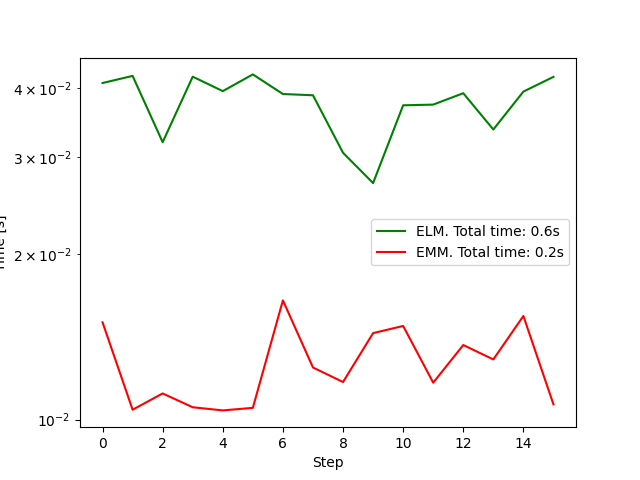 4 × 10⁻²
3 × 10⁻²
2 × 10⁻²
10⁻²
ELM. Total time: 0.6s
EMM. Total time: 0.2s
0 2 4 6 8 10 12 14
Step